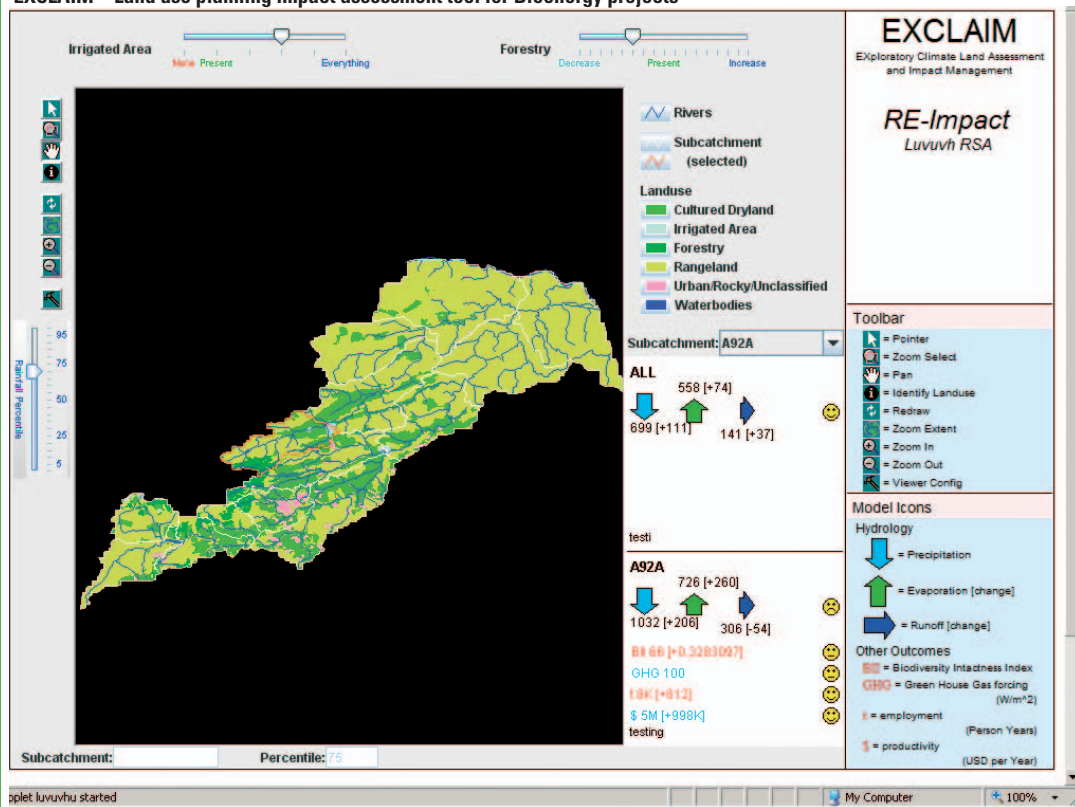 EXCLAIM – Land use planning impact assessment tool for Bioenergy projects
Irrigated Area
None Present Everything
Forestry
Decrease Present Increase
EXCLAIM
EXploratory Climate Land Assessment
and Impact Management
RE-Impact
Luvuvh RSA
Rivers
Subcatchment
(selected)
Landuse
Cultured Dryland
Irrigated Area
Forestry
Rangeland
Urban/Rocky/Unclassified
Waterbodies
Rainfall Percentile
95
75
50
25
5
Subcatchment: A92A
ALL
558 [+74]
699 [+111]
141 [+37]
testi
A92A
726 [+260]
1032 [+206]
306 [-54]
BII 66 [+0.3283097]
GHG 100
t 8K [+812]
$ 5M [+998K]
testing
Toolbar
= Pointer
= Zoom Select
= Pan
= Identify Landuse
= Redraw
= Zoom Extent
= Zoom In
= Zoom Out
= Viewer Config
Model Icons
Hydrology
= Precipitation
= Evaporation [change]
= Runoff [change]
Other Outcomes
BII = Biodiversity Intactness Index
GHG = Green House Gas forcing
(W/m^2)
t = employment
(Person Years)
$ = productivity
(USD per Year)
Subcatchment:
Percentile: 75
pplet luvuvhu started
My Computer
100%